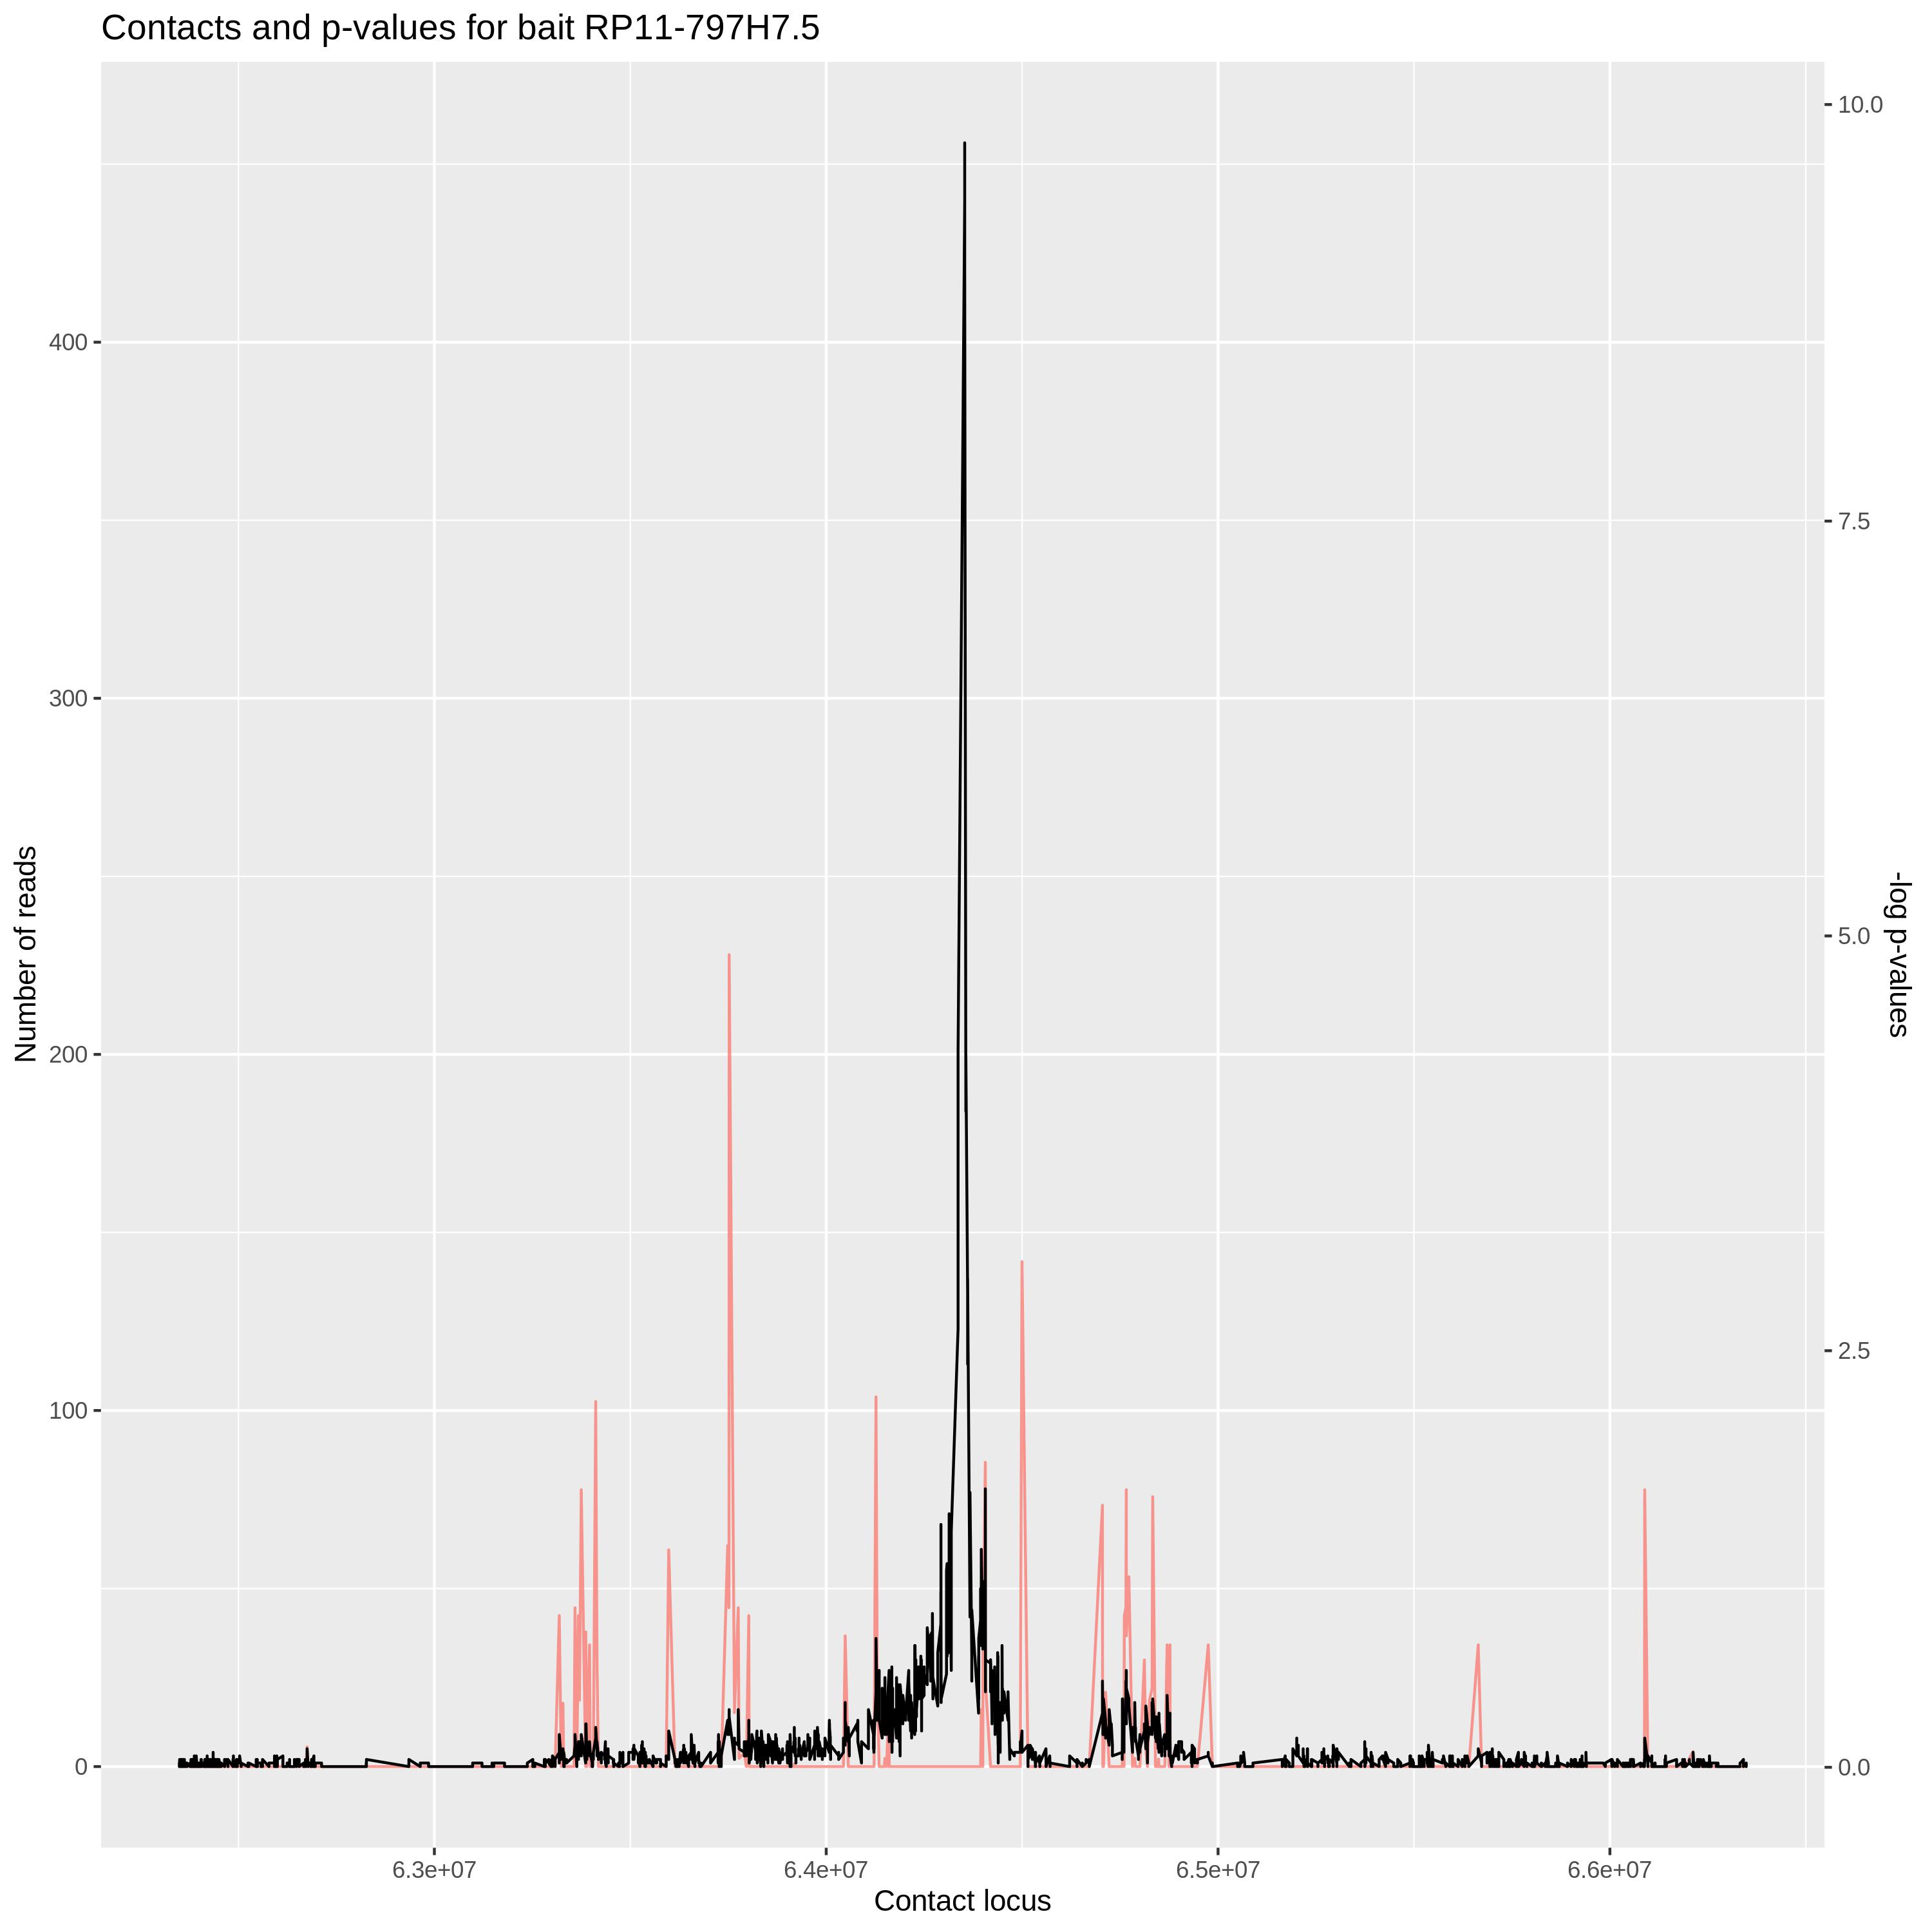 Contacts and p-values for bait RP11-797H7.5
Number of reads
400
300
200
100
0
10.0
7.5
5.0
2.5
0.0
-log p-values
6.3e+07
6.4e+07
6.5e+07
6.6e+07
Contact locus